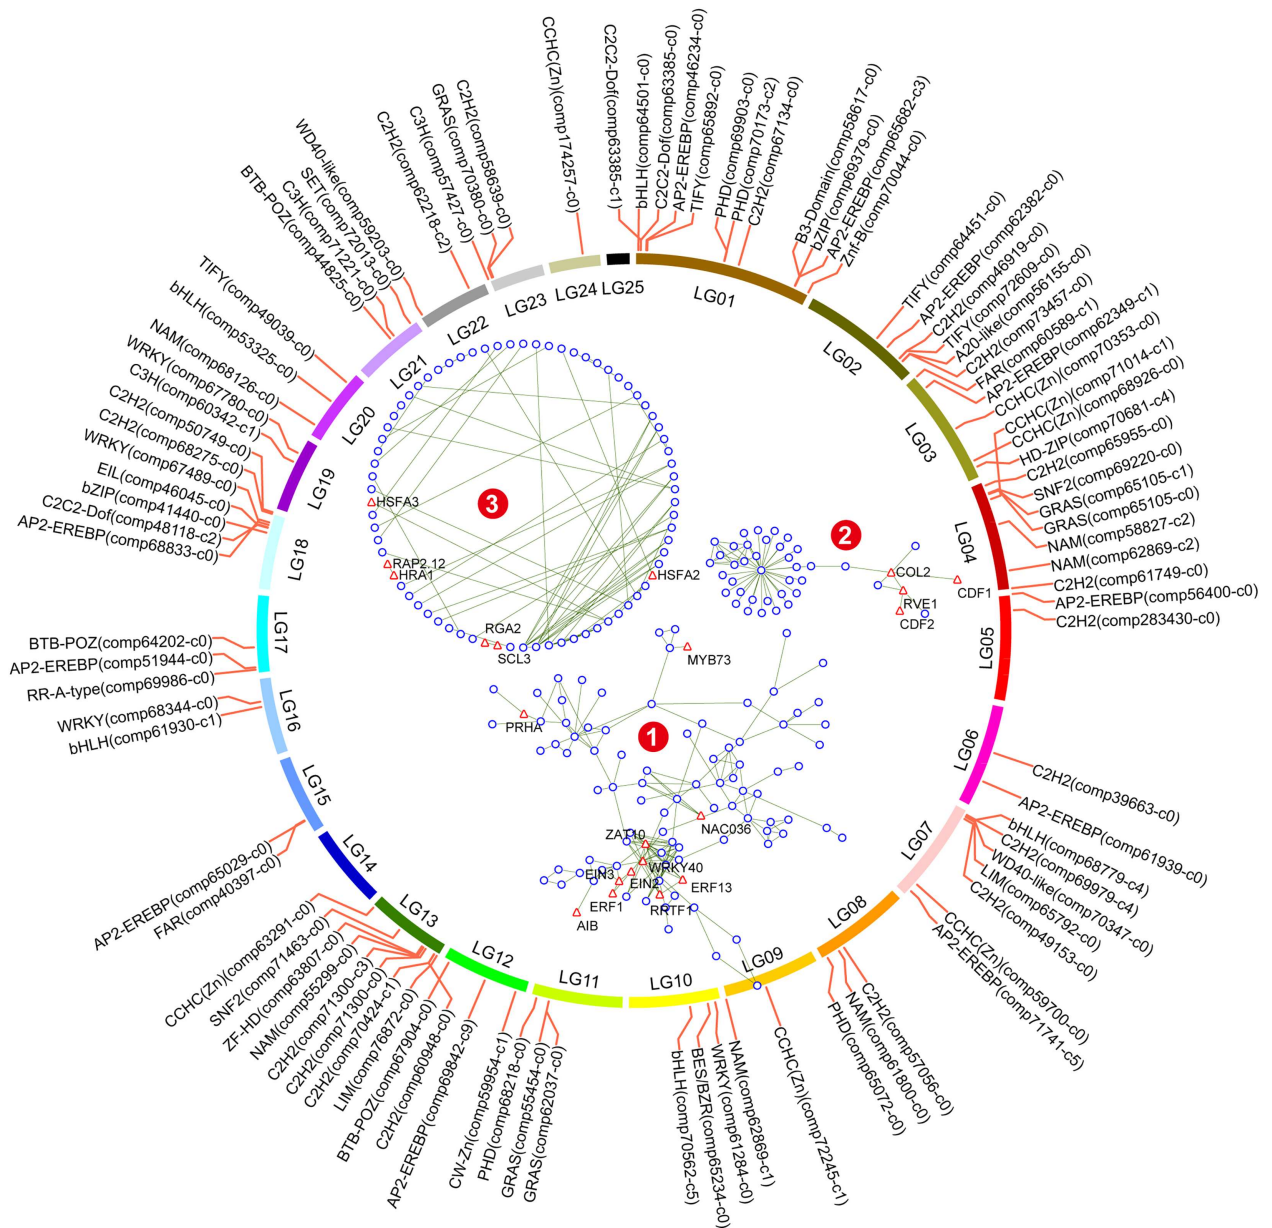 CCHC(Zn)(comp174257-c0)
C2C2-Dof(comp63385-c1)
bHLH(comp64501-c0)
C2C2-Dof(comp63385-c0)
AP2-EREBP(comp46234-c0)
TIFY(comp65892-c0)
PHD(comp69903-c0)
PHD(comp70173-c2)
C2H2(comp67134-c0)
B3-Domain(comp58617-c0)
bZIP(comp69379-c0)
AP2-EREBP(comp65682-c3)
Znf-B(comp70044-c0)
TIFY(comp64451-c0)
AP2-EREBP(comp62382-c0)
C2H2(comp46919-c0)
TIFY(comp72609-c0)
A20-like(comp56155-c0)
C2H2(comp73457-c0)
FAR(comp60589-c1)
AP2-EREBP(comp62349-c1)
CCHC(Zn)(comp70353-c0)
CCHC(Zn)(comp71014-c1)
CCHC(Zn)(comp68926-c0)
HD-ZIP(comp70681-c4)
C2H2(comp65955-c0)
SNF2(comp69220-c0)
GRAS(comp65105-c1)
GRAS(comp65105-c0)
NAM(comp58827-c2)
NAM(comp62869-c2)
C2H2(comp61749-c0)
AP2-EREBP(comp56400-c0)
C2H2(comp283430-c0)
C2H2(comp39663-c0)
AP2-EREBP(comp61939-c0)
bHLH(comp68779-c4)
C2H2(comp69979-c4)
WD40-like(comp70347-c0)
LIM(comp65792-c0)
C2H2(comp49153-c0)
CCHC(Zn)(comp59700-c0)
AP2-EREBP(comp71741-c5)
C2H2(comp57056-c0)
NAM(comp61800-c0)
PHD(comp65072-c0)
CCHC(Zn)(comp72245-c1)
NAM(comp62869-c1)
WRKY(comp61284-c0)
BES/BZR(comp65234-c0)
bHLH(comp70562-c5)
GRAS(comp62037-c0)
GRAS(comp55454-c0)
PHD(comp68218-c0)
CW-Zn(comp59954-c1)
AP2-EREBP(comp69842-c9)
C2H2(comp60948-c0)
BTB-POZ(comp67904-c0)
LIM(comp76872-c0)
C2H2(comp70424-c1)
C2H2(comp71300-c0)
C2H2(comp71300-c3)
NAM(comp55209-c0)
ZF-HD(comp63807-c0)
SNF2(comp71463-c0)
CCHC(Zn)(comp63291-c0)
FAR(comp40397-c0)
AP2-EREBP(comp65029-c0)
bHLH(comp61930-c1)
WRKY(comp68344-c0)
RR-A-type(comp69986-c0)
AP2-EREBP(comp51944-c0)
BTB-POZ(comp64202-c0)
AP2-EREBP(comp68833-c0)
C2C2-Dof(comp48118-c2)
bZIP(comp41440-c0)
EIL(comp46045-c0)
WRKY(comp67489-c0)
C2H2(comp68275-c0)
C2H2(comp50749-c0)
C3H(comp60342-c1)
WRKY(comp67780-c0)
NAM(comp68126-c0)
bHLH(comp53325-c0)
TIFY(comp49039-c0)
BTB-POZ(comp44825-c0)
C3H(comp71221-c0)
SET(comp72013-c0)
WD40-like(comp59203-c0)
C2H2(comp62218-c2)
C3H(comp57427-c0)
GRAS(comp70380-c0)
C2H2(comp58639-c0)
LG01
LG02
LG03
LG04
LG05
LG06
LG07
LG08
LG09
LG10
LG11
LG12
LG13
LG14
LG15
LG16
LG17
LG18
LG19
LG20
LG21
LG22
LG23
LG24
LG25
3
HSFA3
RAP2.12
HRA1
RGA2
SCL3
HSFA2
2
COL2
CDF1
RVE1
CDF2
MYB73
1
PRHA
NAC036
ZAT10
WRKY40
EIN3
EIN2
ERF13
ERF1
RRTF1
AIB